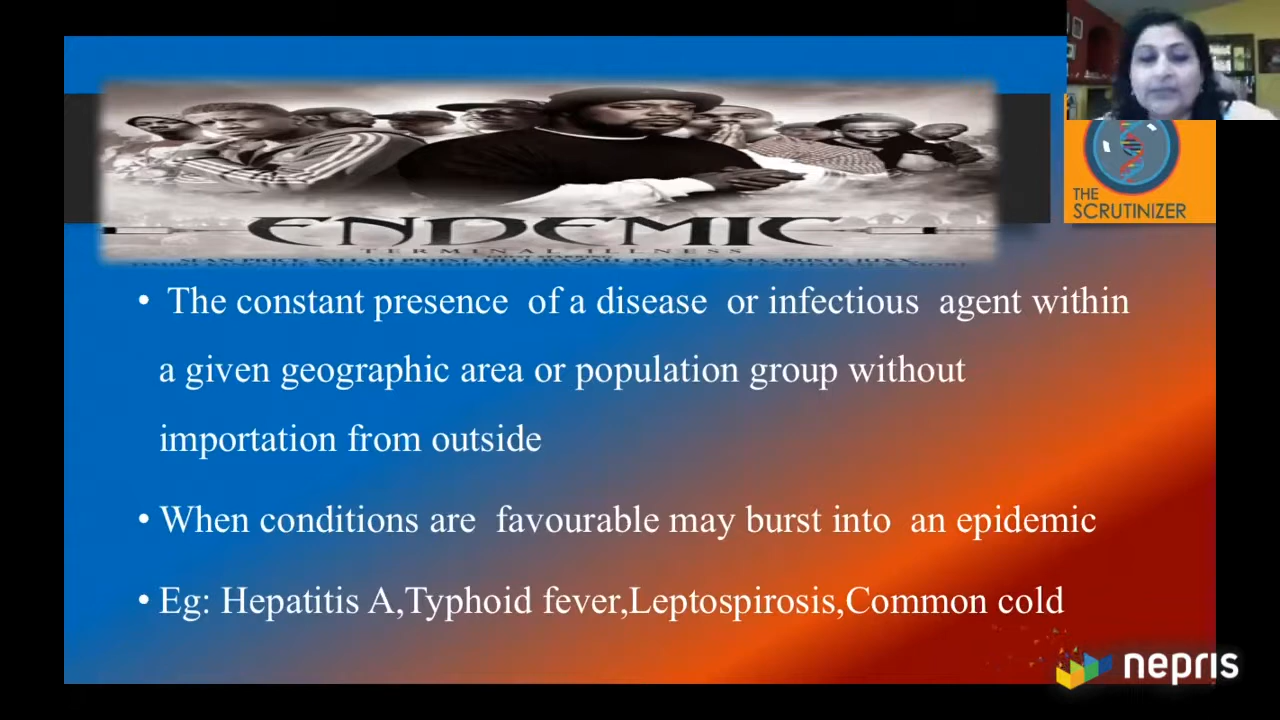 THE
SCRUTINIZER
ENDEMIC
TERMINAL ILLNESS
• The constant presence of a disease or infectious agent within
a given geographic area or population group without
importation from outside
• When conditions are favourable may burst into an epidemic
• Eg: Hepatitis A,Typhoid fever,Leptospirosis,Common cold
nepris